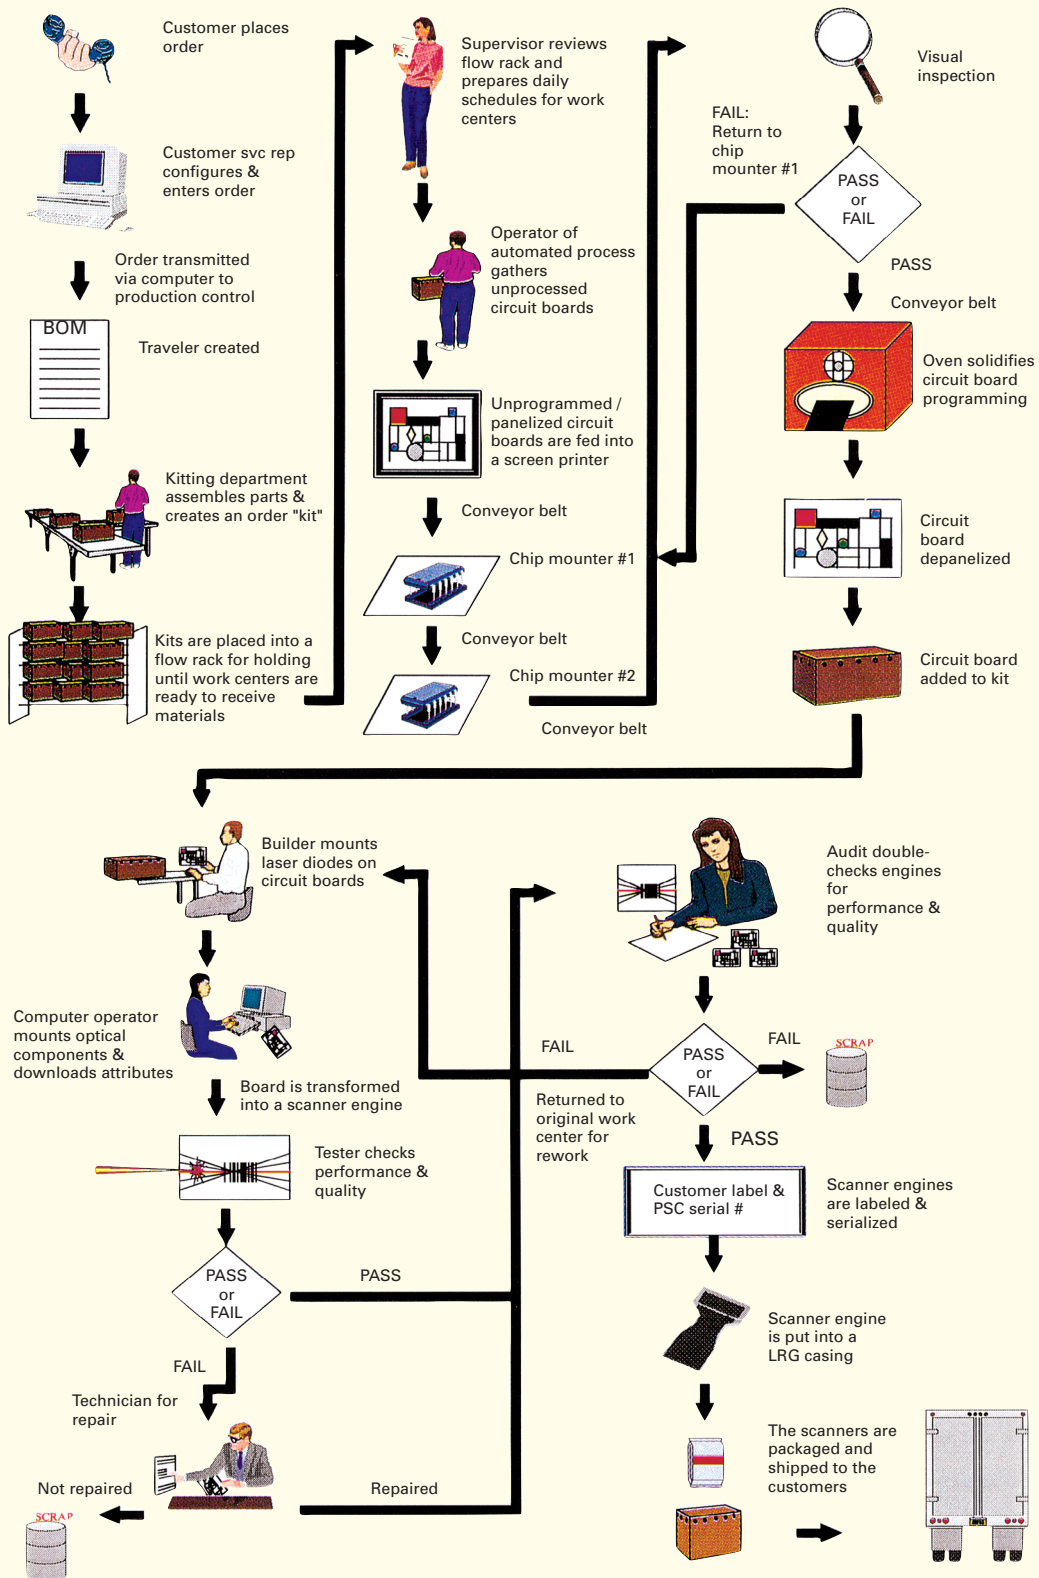 Customer places
order
Customer svc rep
configures &
enters order
Order transmitted
via computer to
production control
BOM
Traveler created
Kitting department
assembles parts &
creates an order "kit"
Kits are placed into a
flow rack for holding
until work centers are
ready to receive
materials
Supervisor reviews
flow rack and
prepares daily
schedules for work
centers
Operator of
automated process
gathers
unprocessed
circuit boards
Unprogrammed /
panelized circuit
boards are fed into
a screen printer
Conveyor belt
Chip mounter #1
Conveyor belt
Chip mounter #2
Conveyor belt
Visual
inspection
FAIL:
Return to
chip
mounter #1
PASS
or
FAIL
PASS
Conveyor belt
Oven solidifies
circuit board
programming
Circuit
board
depanelized
Circuit board
added to kit
Builder mounts
laser diodes on
circuit boards
Computer operator
mounts optical
components &
downloads attributes
Board is transformed
into a scanner engine
Tester checks
performance &
quality
PASS
or
FAIL
PASS
FAIL
Technician for
repair
Not repaired
SCRAP
Repaired
Audit double-
checks engines
for
performance &
quality
PASS
or
FAIL
FAIL
SCRAP
FAIL
Returned to
original work
center for
rework
PASS
Customer label &
PSC serial #
Scanner engines
are labeled &
serialized
Scanner engine
is put into a
LRG casing
The scanners are
packaged and
shipped to the
customers